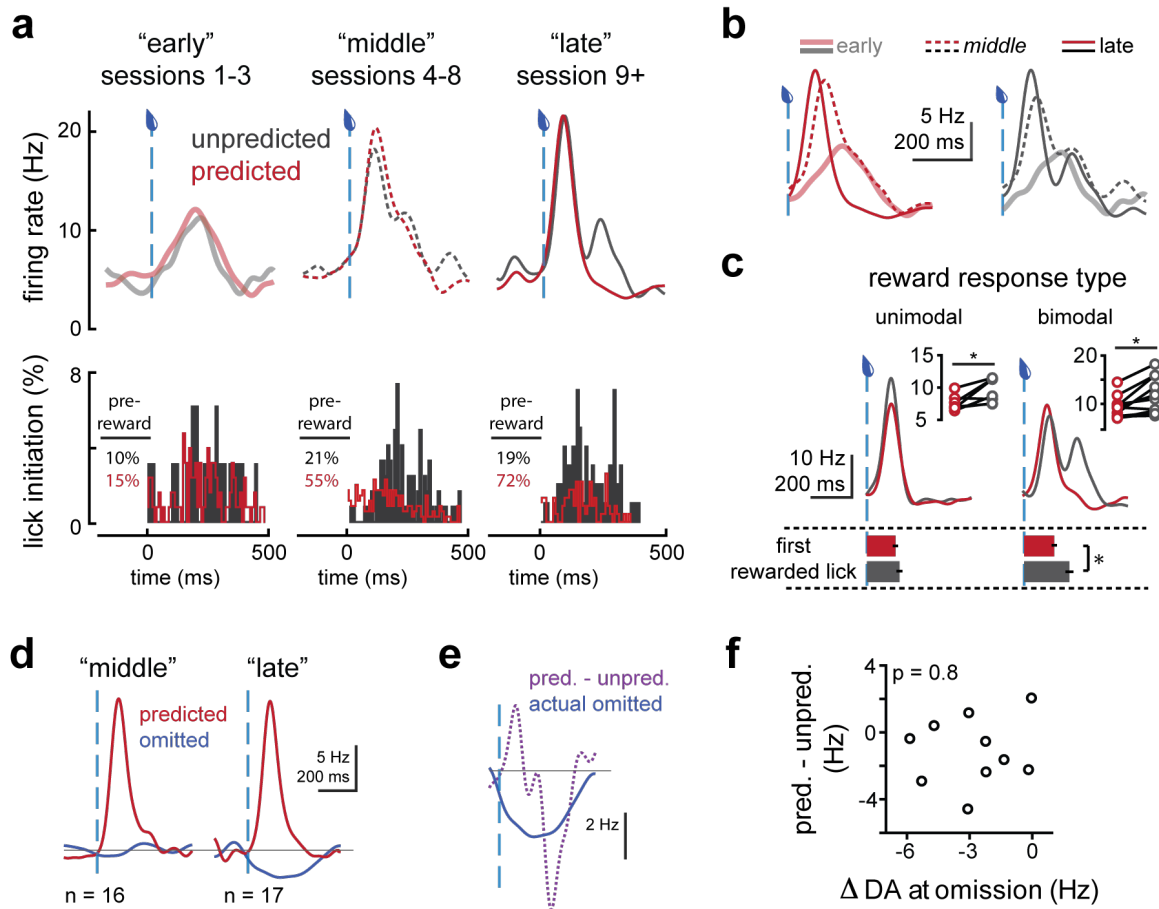 a
“early”
sessions 1-3
“middle”
sessions 4-8
“late”
session 9+
unpredicted
predicted
firing rate (Hz)
20
10
0
lick initiation (%)
8
4
0
pre-
reward
10%
15%
pre-
reward
21%
55%
pre-
reward
19%
72%
0 500
time (ms)
0 500
time (ms)
0 500
time (ms)
b
early
middle
late
5 Hz
200 ms
c
reward response type
unimodal
bimodal
15
10
5
*
20
10
*
10 Hz
200 ms
first
rewarded lick
*
d
“middle”
“late”
predicted
omitted
5 Hz
200 ms
n = 16
n = 17
e
pred. - unpred.
actual omitted
2 Hz
f
p = 0.8
pred. - unpred.
(Hz)
4
0
-4
-6 -3 0
Δ DA at omission (Hz)